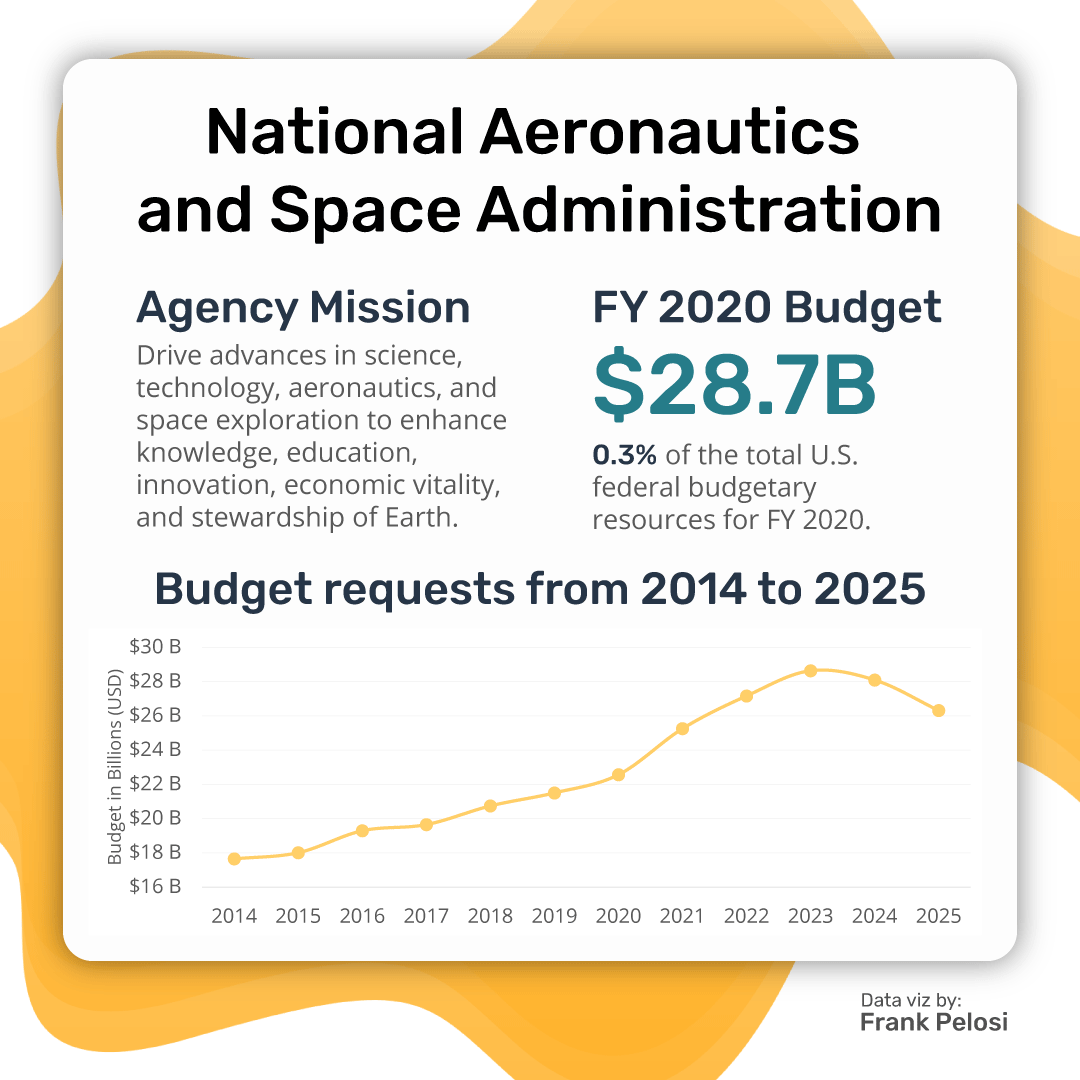 National Aeronautics
and Space Administration
Agency Mission
Drive advances in science,
technology, aeronautics, and
space exploration to enhance
knowledge, education,
innovation, economic vitality,
and stewardship of Earth.
FY 2020 Budget
$28.7B
0.3% of the total U.S.
federal budgetary
resources for FY 2020.
Budget requests from 2014 to 2025
Budget in Billions (USD)
$30 B
$28 B
$26 B
$24 B
$22 B
$20 B
$18 B
$16 B
2014 2015 2016 2017 2018 2019 2020 2021 2022 2023 2024 2025
Data viz by:
Frank Pelosi